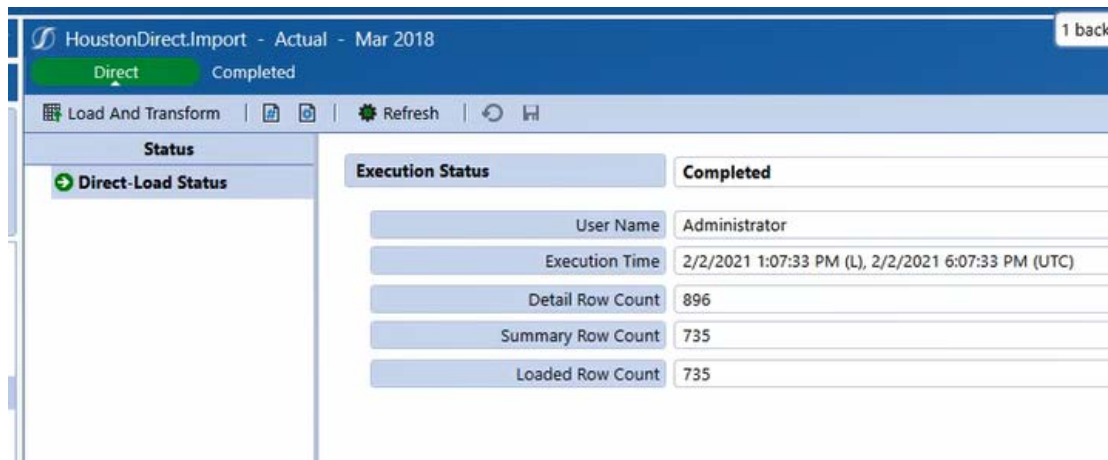 HoustonDirect.Import - Actual - Mar 2018
1 back
Direct Completed
Load And Transform Refresh
Status
Direct-Load Status
Execution Status Completed
User Name Administrator
Execution Time 2/2/2021 1:07:33 PM (L), 2/2/2021 6:07:33 PM (UTC)
Detail Row Count 896
Summary Row Count 735
Loaded Row Count 735